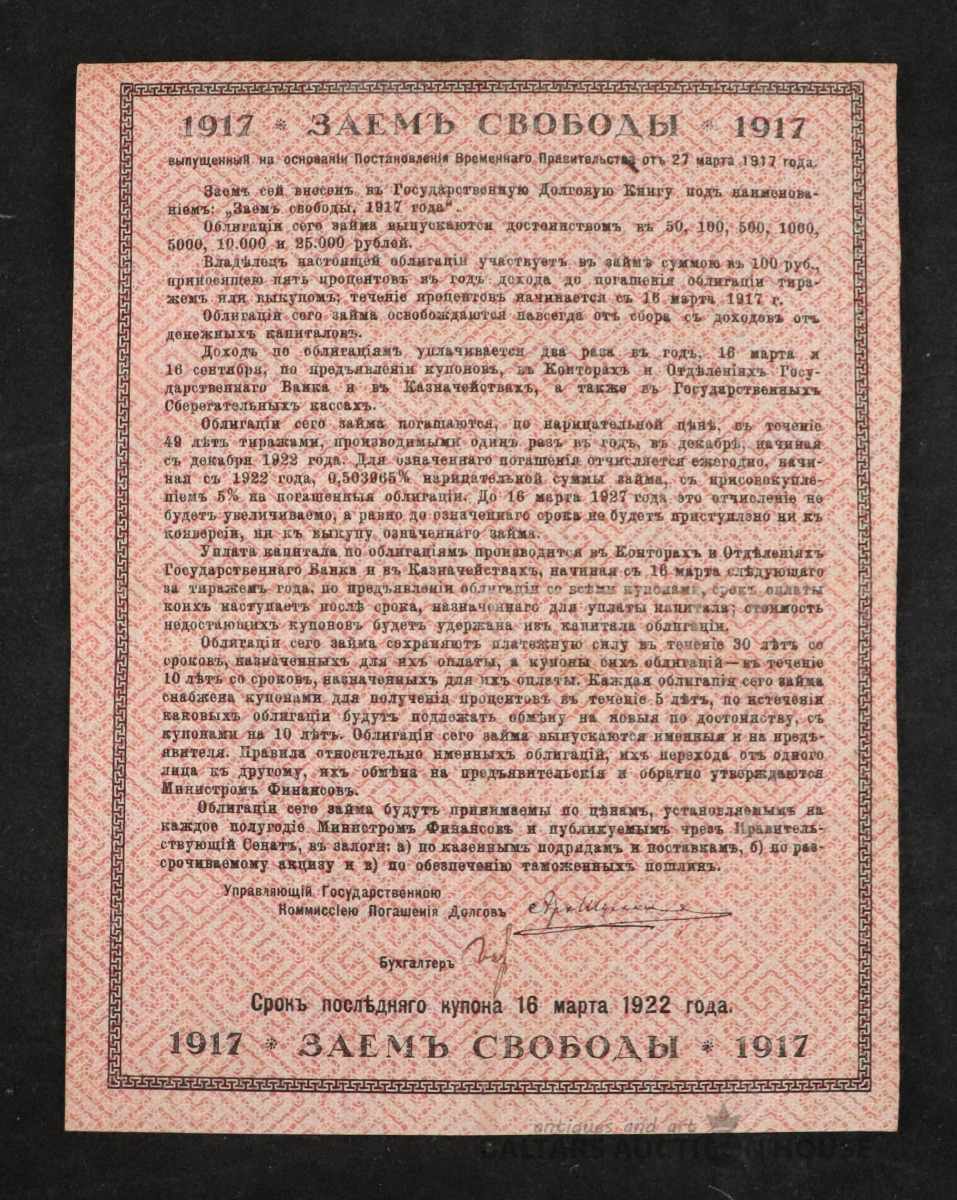 1917 * ЗАЕМЪ СВОБОДЫ * 1917
выпущенный на основаніи Постановленія Временнаго Правительства отъ 27 марта 1917 года.
Заемъ сей внесенъ въ Государственную Долговую Книгу подъ наименова-
ніемъ: „Заемъ свободы, 1917 года“
Облигаціи сего займа выпускаются достоинствомъ въ 50, 100, 500, 1000,
5000, 10.000 и 25.000 рублей.
Владѣлецъ настоящей облигаціи участвуетъ въ займѣ суммою въ 100 руб.,
приносящею пять процентовъ въ годъ дохода до погашенія облигаціи тира-
жемъ или выкупомъ; теченіе процентовъ начинается съ 16 марта 1917 г.
Облигаціи сего займа освобождаются навсегда отъ сбора съ доходовъ отъ
денежныхъ капиталовъ.
Доходъ по облигаціямъ уплачивается два раза въ годъ, 16 марта и
16 сентября, по предъявленіи купоновъ, въ Конторахъ и Отдѣленіяхъ Госу-
дарственнаго Банка и въ Казначействахъ, а также въ Государственныхъ
Сберегательныхъ кассахъ.
Облигаціи сего займа погашаются, по нарицательной цѣнѣ, въ теченіе
49 лѣтъ тиражами, производимыми одинъ разъ въ годъ, въ декабрѣ, начиная
съ декабря 1922 года. Для означеннаго погашенія отчисляется ежегодно, начи-
ная съ 1922 года, 0,503965% нарицательной суммы займа, съ присовокупле-
ніемъ 5% на погашенныя облигаціи. До 16 марта 1927 года это отчисленіе не
будетъ увеличиваемо, а равно до означеннаго срока не будетъ приступлено ни къ
конверсіи, ни къ выкупу означеннаго займа.
Уплата капитала по облигаціямъ производится въ Конторахъ и Отдѣленіяхъ
Государственнаго Банка и въ Казначействахъ, начиная съ 16 марта слѣдующаго
за тиражемъ года, по предъявленіи облигаціи со всѣми купонами, срокъ оплаты
коихъ наступаетъ послѣ срока, назначеннаго для уплаты капитала; стоимость
недостающихъ купоновъ будетъ удержана изъ капитала облигаціи.
Облигаціи сего займа сохраняютъ платежную силу въ теченіе 30 лѣтъ со
сроковъ, назначенныхъ для ихъ оплаты, а купоны сихъ облигацій—въ теченіе
10 лѣтъ со сроковъ, назначенныхъ для ихъ оплаты. Каждая облигація сего займа
снабжена купонами для полученія процентовъ въ теченіе 5 лѣтъ, по истеченіи
каковыхъ облигаціи будутъ подлежать обмѣну на новыя по достоинству, съ
купонами на 10 лѣтъ. Облигаціи сего займа выпускаются именныя и на предъ-
явителя. Правила относительно именныхъ облигацій, ихъ перехода отъ одного
лица къ другому, ихъ обмѣна на предъявительскія и обратно утверждаются
Министромъ Финансовъ.
Облигаціи сего займа будутъ принимаемы по цѣнамъ, установляемымъ на
каждое полугодіе Министромъ Финансовъ и публикуемымъ чрезъ Правитель-
ствующій Сенатъ, въ залоги: а) по казеннымъ подрядамъ и поставкамъ, б) по раз-
срочиваемому акцизу и в) по обезпеченію таможенныхъ пошлинъ.
Управляющій Государственною
Коммиссіею Погашенія Долговъ
Бухгалтеръ
Срокъ послѣдняго купона 16 марта 1922 года.
1917 * ЗАЕМЪ СВОБОДЫ * 1917
antiques and art
BALTARS AUCTION HOUSE